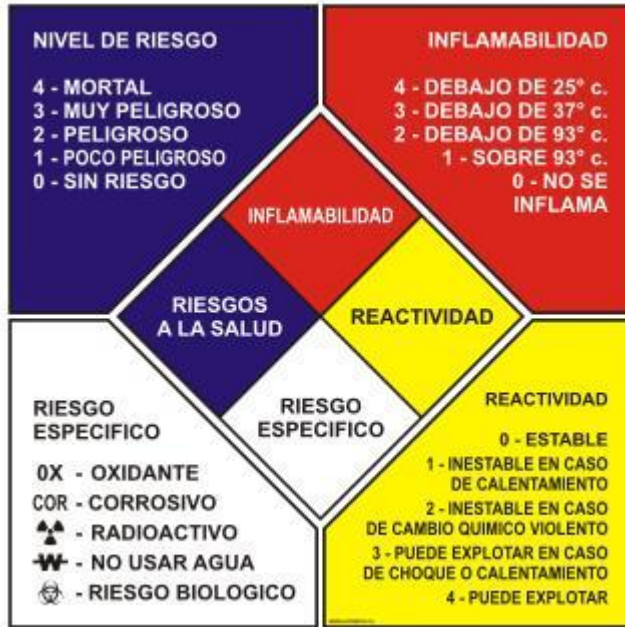 NIVEL DE RIESGO
4 - MORTAL
3 - MUY PELIGROSO
2 - PELIGROSO
1 - POCO PELIGROSO
0 - SIN RIESGO
INFLAMABILIDAD
4 - DEBAJO DE 25° c.
3 - DEBAJO DE 37° c.
2 - DEBAJO DE 93° c.
1 - SOBRE 93° c.
0 - NO SE
INFLAMA
INFLAMABILIDAD
RIESGOS
A LA SALUD
REACTIVIDAD
RIESGO
ESPECIFICO
RIESGO
ESPECIFICO
0X - OXIDANTE
COR - CORROSIVO
- RADIOACTIVO
W - NO USAR AGUA
- RIESGO BIOLOGICO
REACTIVIDAD
0 - ESTABLE
1 - INESTABLE EN CASO
DE CALENTAMIENTO
2 - INESTABLE EN CASO
DE CAMBIO QUIMICO VIOLENTO
3 - PUEDE EXPLOTAR EN CASO
DE CHOQUE O CALENTAMIENTO
4 - PUEDE EXPLOTAR